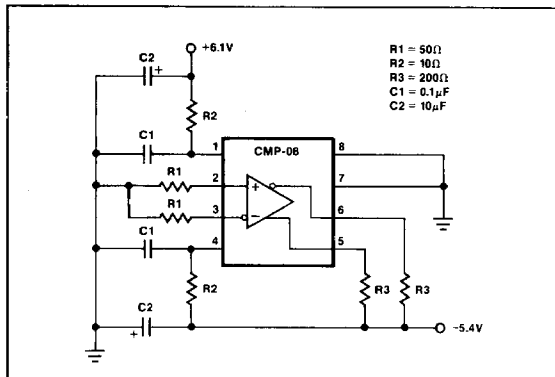 +6.1V
C2
+
R2
C1
R1 = 50Ω
R2 = 10Ω
R3 = 200Ω
C1 = 0.1μF
C2 = 10μF
1
CMP-08
8
R1
2
+
7
R1
3
−
6
C1
4
5
R2
R3
R3
C2
+
−5.4V